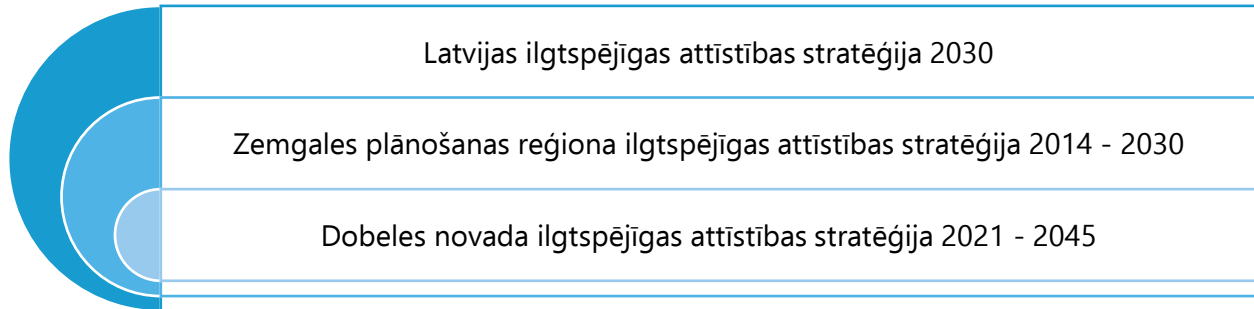 Latvijas ilgtspējīgas attīstības stratēģija 2030
Zemgales plānošanas reģiona ilgtspējīgas attīstības stratēģija 2014 - 2030
Dobeles novada ilgtspējīgas attīstības stratēģija 2021 - 2045